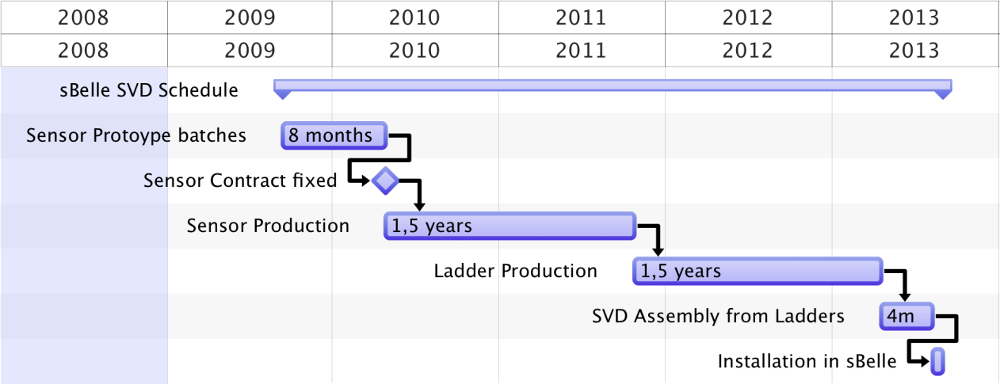 2008 2009 2010 2011 2012 2013
2008 2009 2010 2011 2012 2013
sBelle SVD Schedule
Sensor Protoype batches 8 months
Sensor Contract fixed
Sensor Production 1,5 years
Ladder Production 1,5 years
SVD Assembly from Ladders 4m
Installation in sBelle